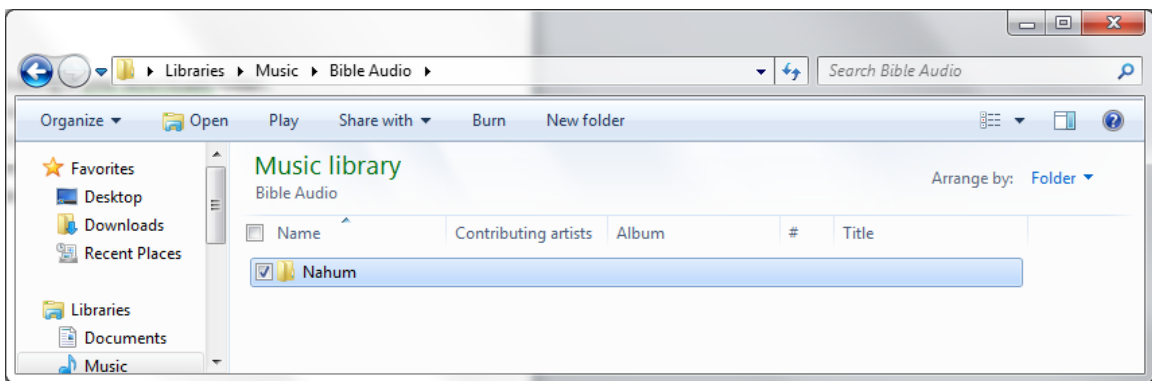 Libraries Music Bible Audio Search Bible Audio
Organize Open Play Share with Burn New folder
Favorites
Desktop
Downloads
Recent Places
Libraries
Documents
Music
Music library
Bible Audio
Arrange by: Folder
Name Contributing artists Album # Title
Nahum